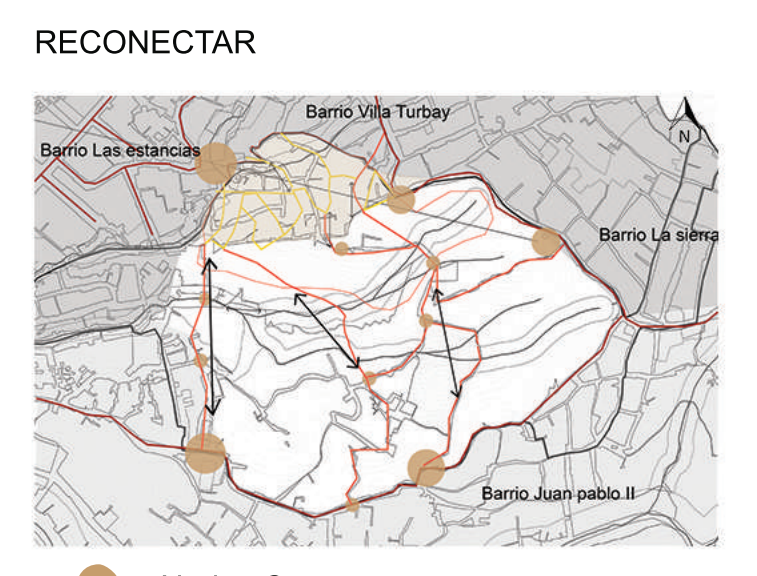 RECONECTAR
Barrio Villa Turbay
Barrio Las estancias
N
Barrio La sierra
Barrio Juan pablo II